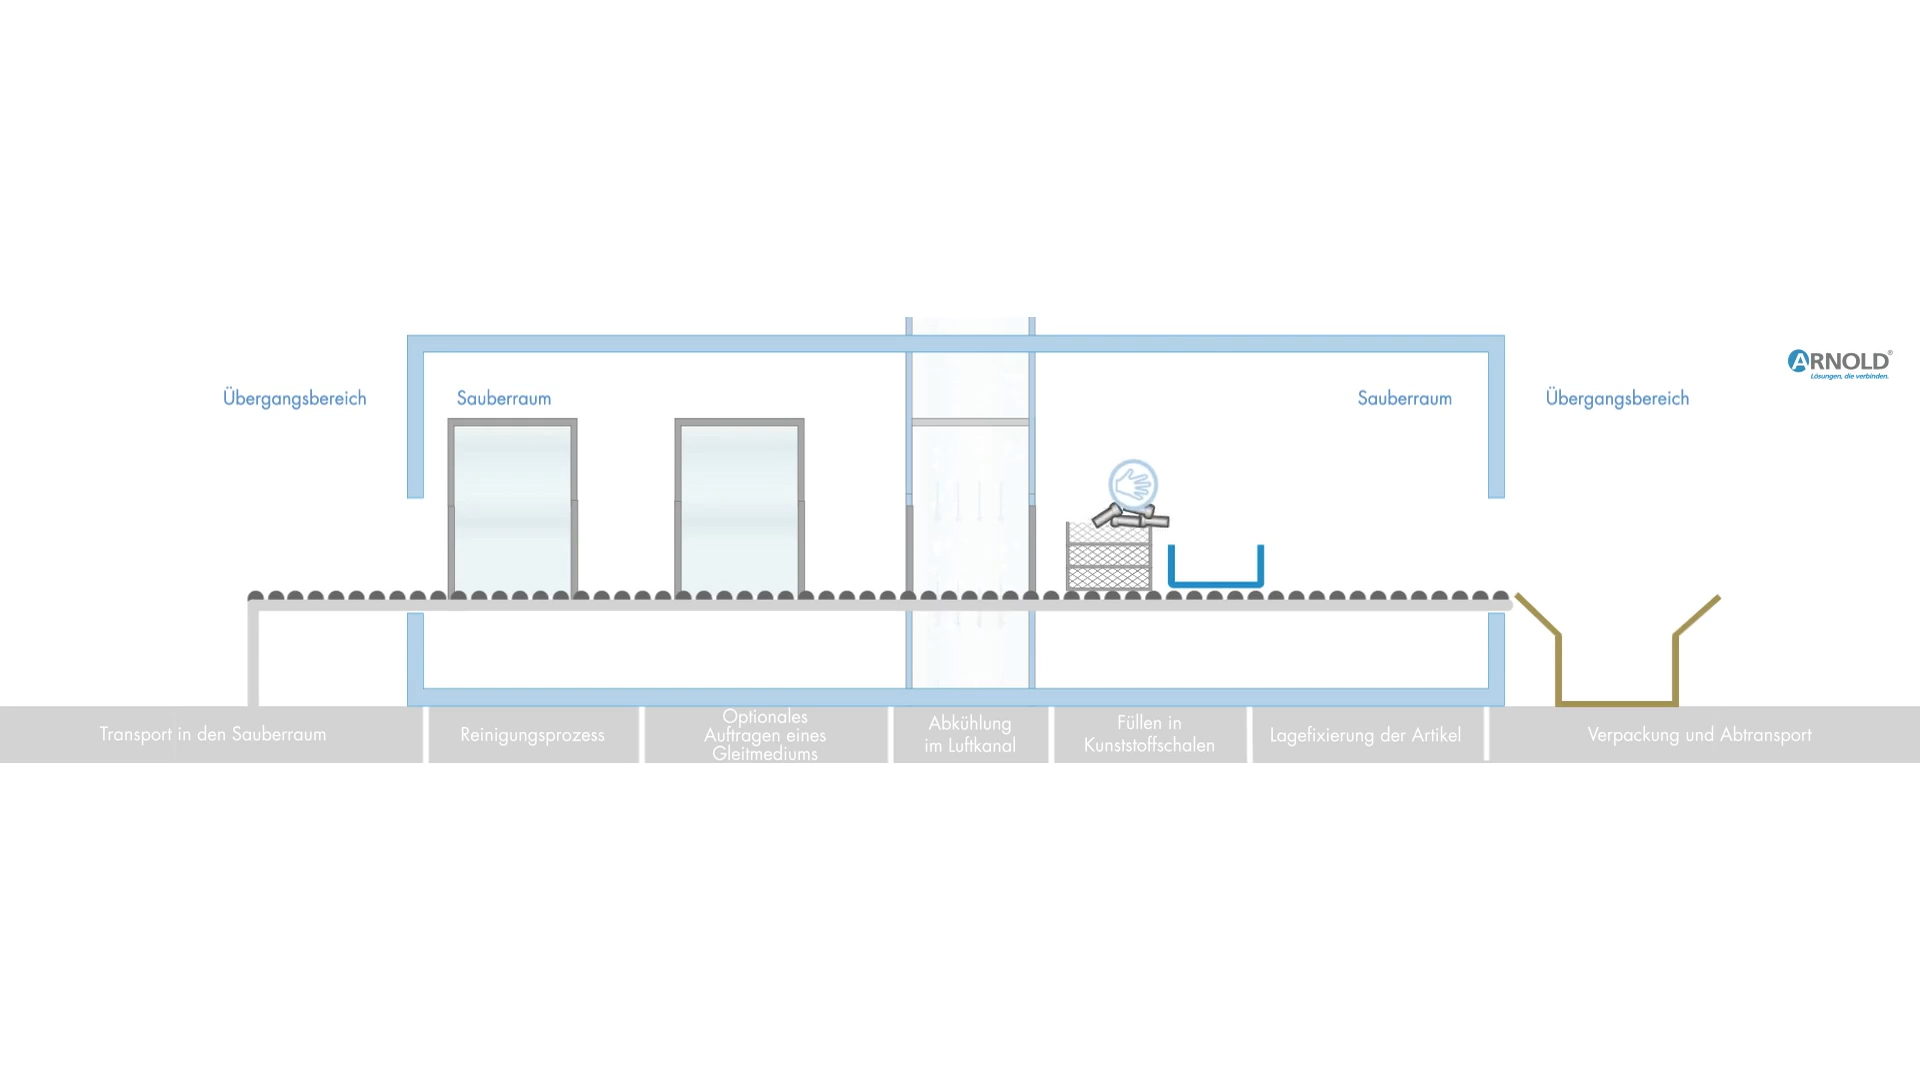 Übergangsbereich
Sauberraum
Sauberraum
Übergangsbereich
ARNOLD®
Lösungen, die verbinden.
Transport in den Sauberraum
Reinigungsprozess
Optionales
Auftragen eines
Gleitmediums
Abkühlung
im Luftkanal
Füllen in
Kunststoffschalen
Lagefixierung der Artikel
Verpackung und Abtransport